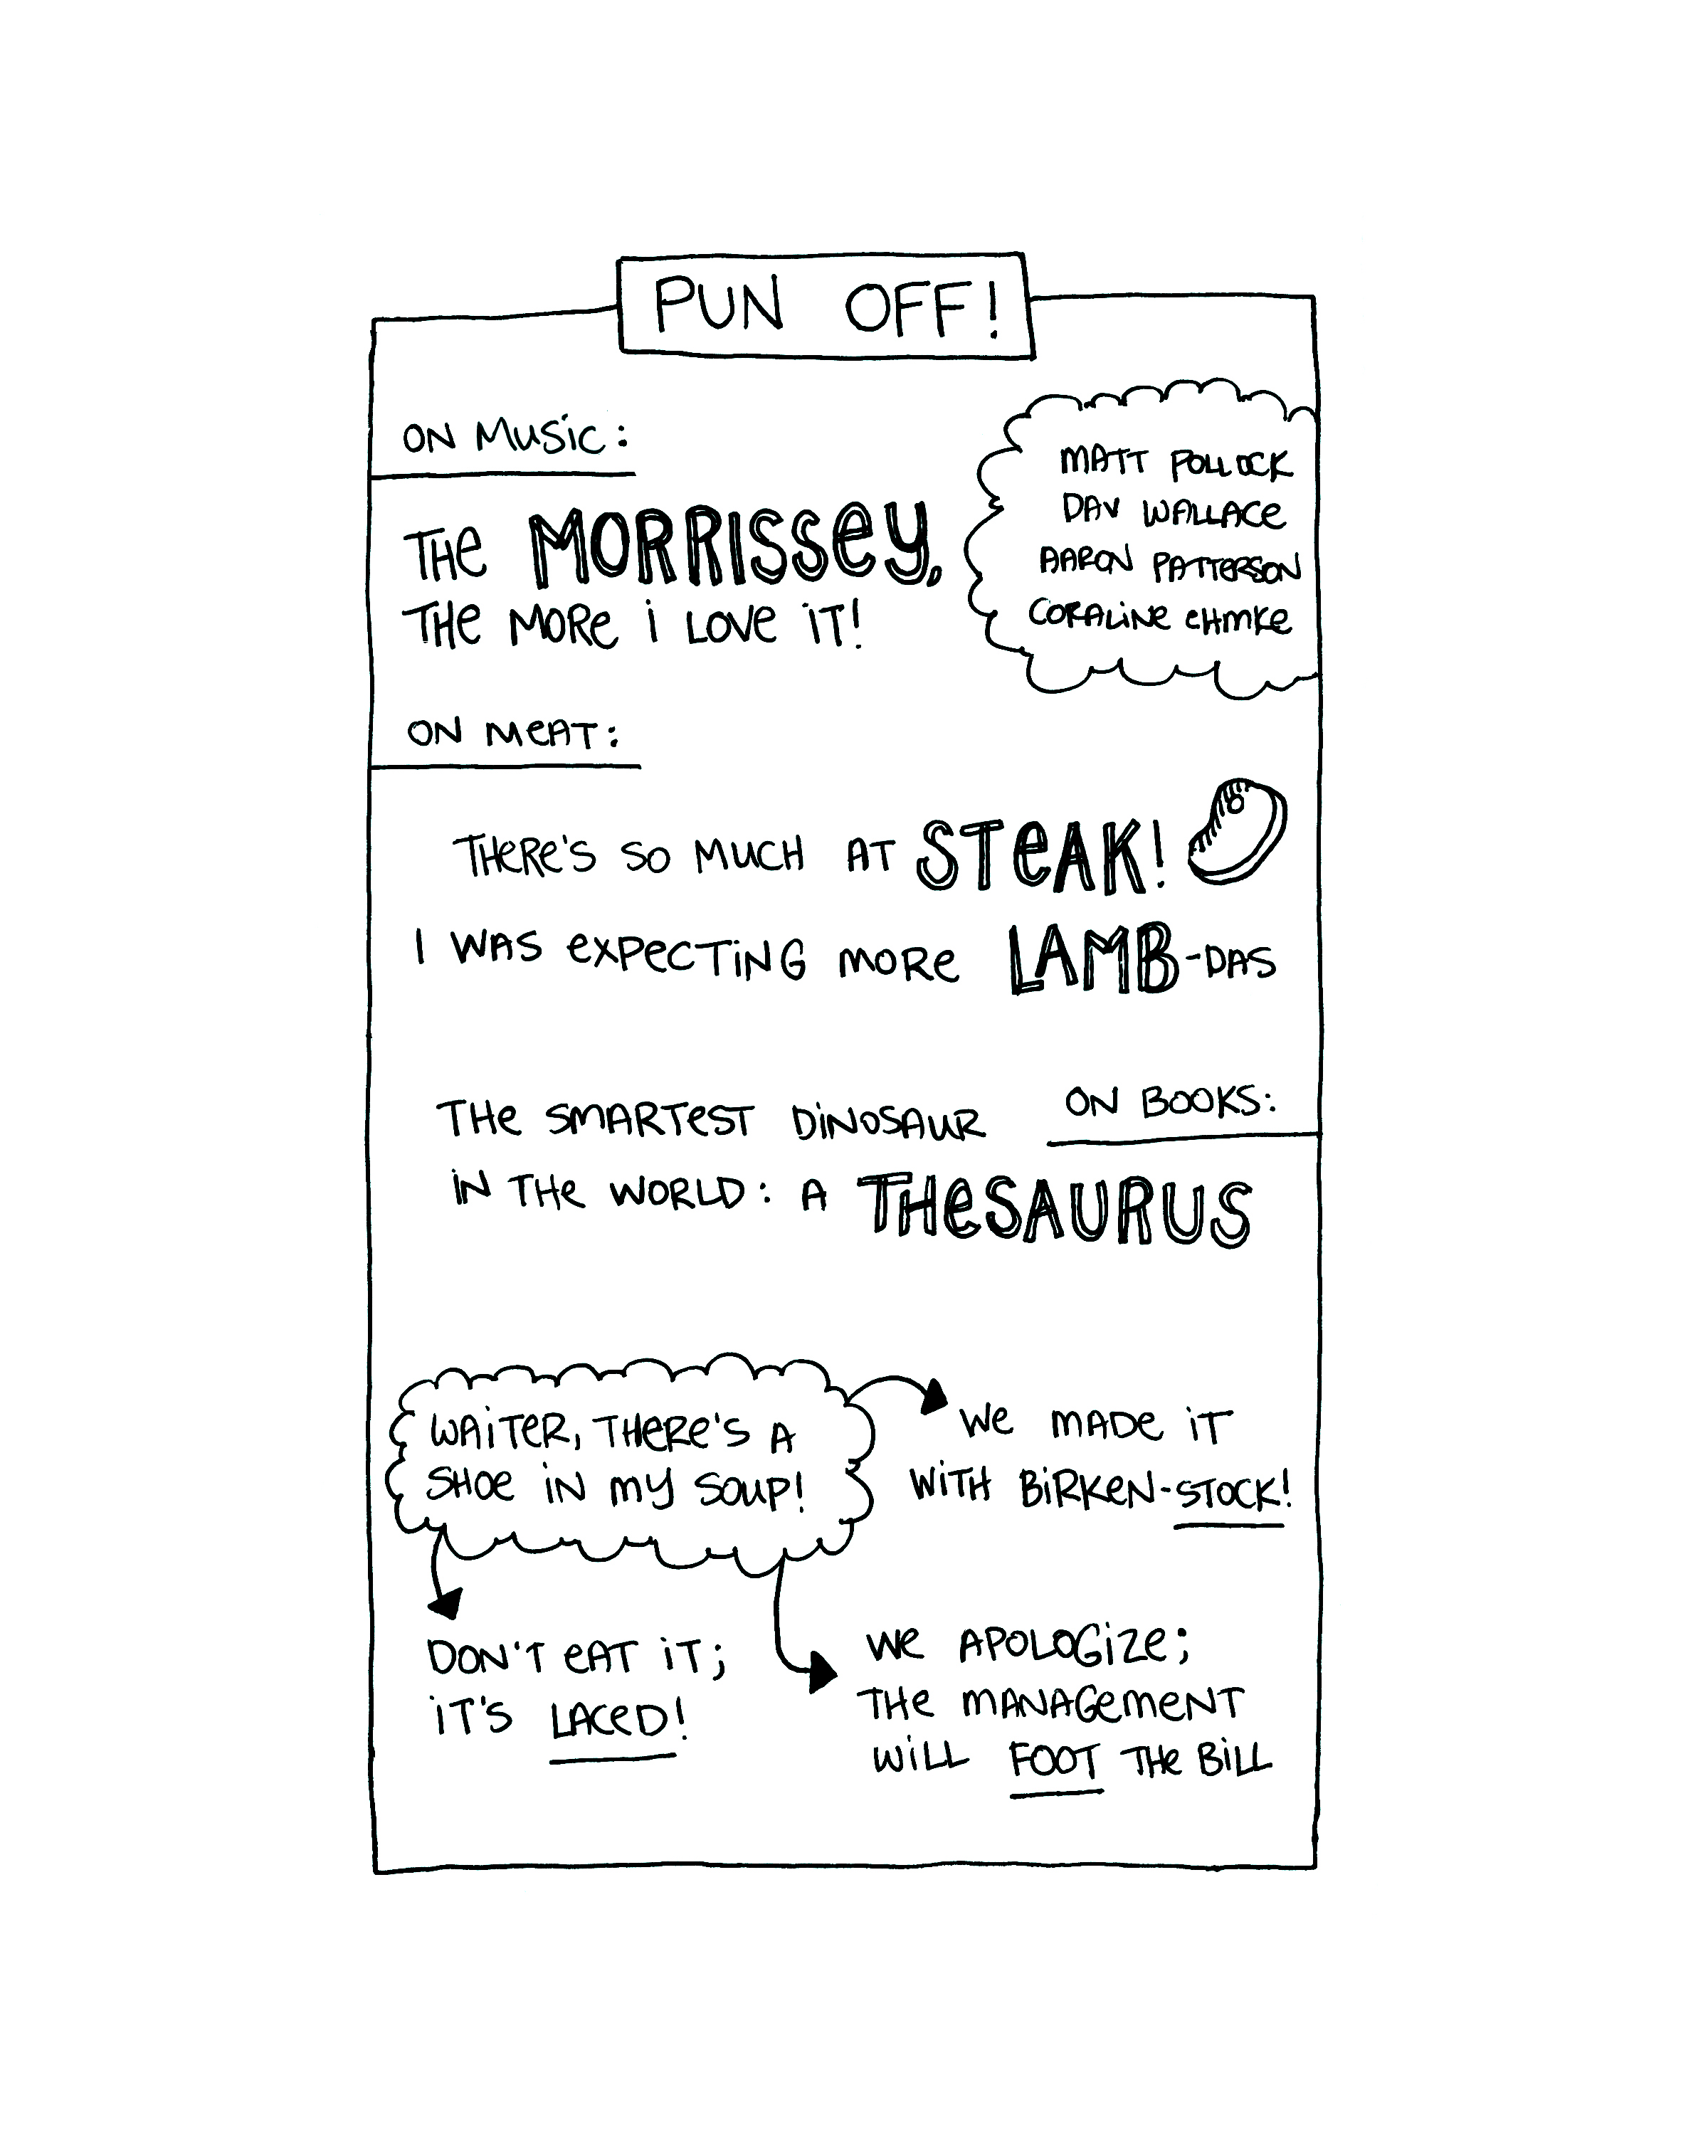 PUN OFF!
ON MUSiC:
MATT POLLOCK
DAV WALLACe
AARON PATTERSON
CORALiNe eHMKe
THe MORRISSeY,
THe MORe i LOVe iT!
ON MeAT:
THeRe'S SO MUCH AT STeAK!
I WAS expecTiNG MORe LAMB-DAS
ON BOOKS:
THe SMARTeST DiNOSAUR
iN THe WORLD: A THeSAURUS
WAiTeR, THeRe'S A
SHOe iN MY SOUP!
We MADe iT
WiTH BiRKeN-STOCK!
DON'T eAT iT;
iT'S LACeD!
We APOLOGiZe;
THe MANAGeMeNT
WiLL FOOT THe BiLL